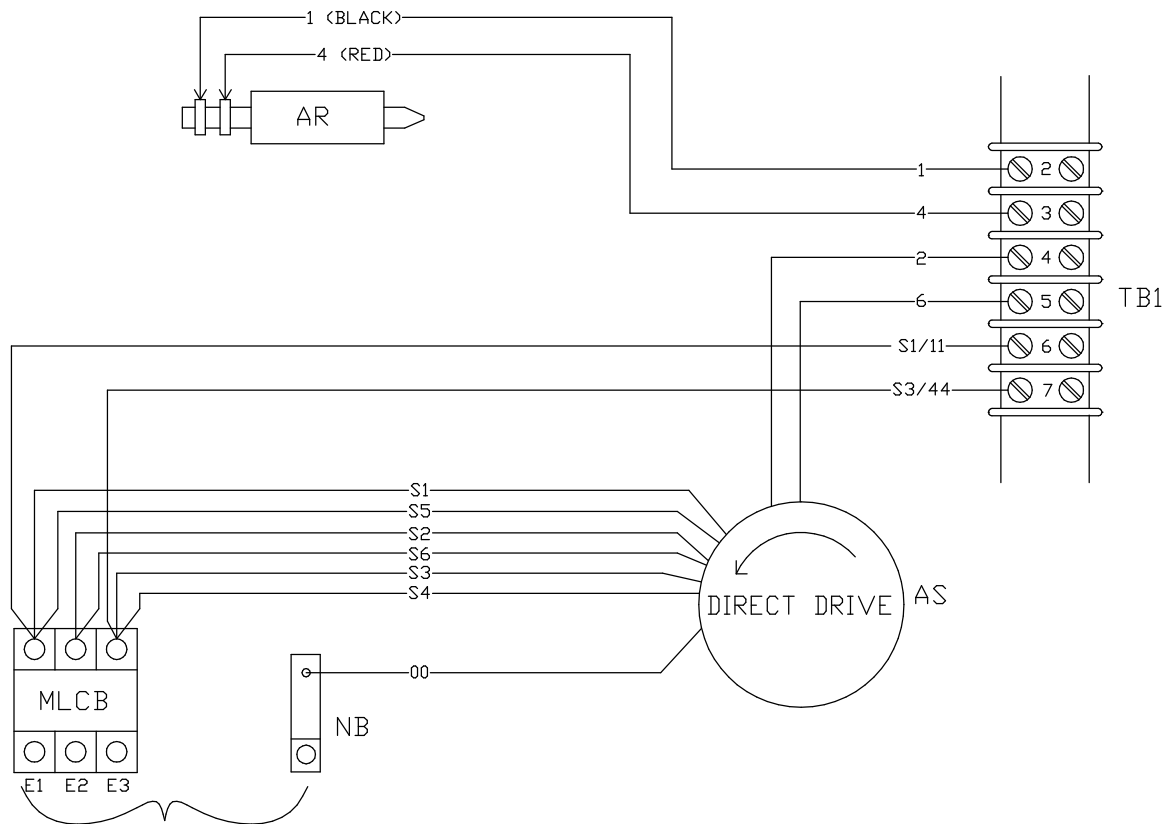 1 (BLACK)
4 (RED)
AR
1 2
4 3
2 4
6 5
TB1
S1/11 6
S3/44 7
S1
S5
S2
S6
S3
S4
AS
DIRECT DRIVE
00
MLCB
NB
E1 E2 E3